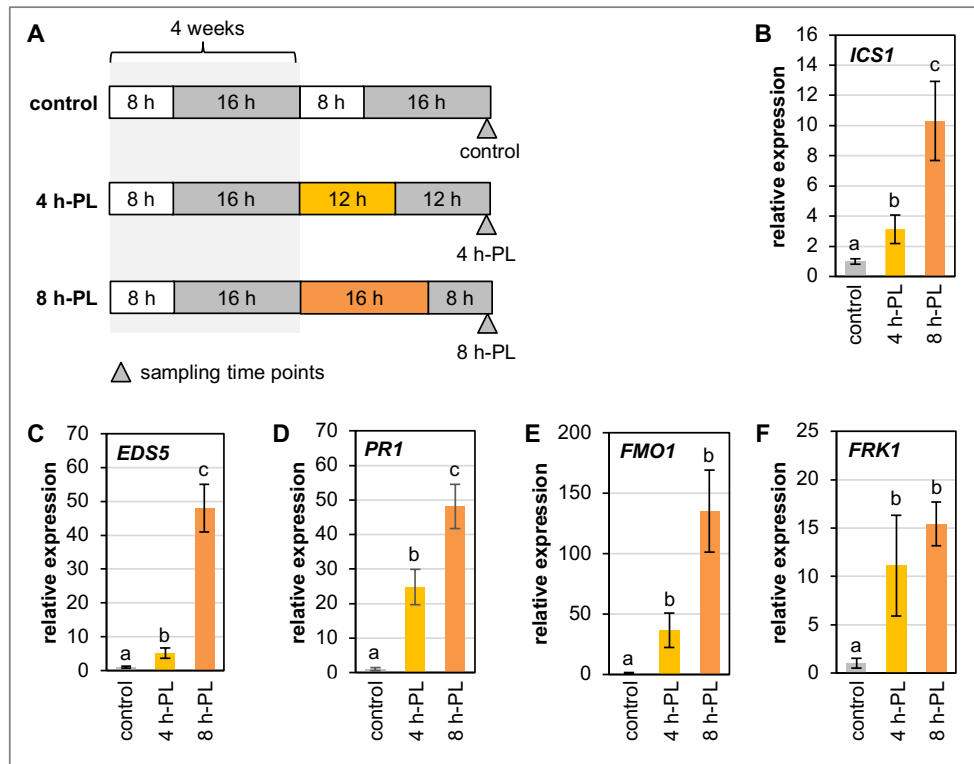 A
4 weeks
control
8 h
16 h
8 h
16 h
control
4 h-PL
8 h
16 h
12 h
12 h
4 h-PL
8 h-PL
8 h
16 h
16 h
8 h
8 h-PL
sampling time points
B
ICS1
relative expression
16
14
12
10
8
6
4
2
0
a
b
c
control
4 h-PL
8 h-PL
C
EDS5
relative expression
70
60
50
40
30
20
10
0
a
b
c
control
4 h-PL
8 h-PL
D
PR1
relative expression
70
60
50
40
30
20
10
0
a
b
c
control
4 h-PL
8 h-PL
E
FMO1
relative expression
200
150
100
50
0
a
b
b
control
4 h-PL
8 h-PL
F
FRK1
relative expression
25
20
15
10
5
0
a
b
b
control
4 h-PL
8 h-PL